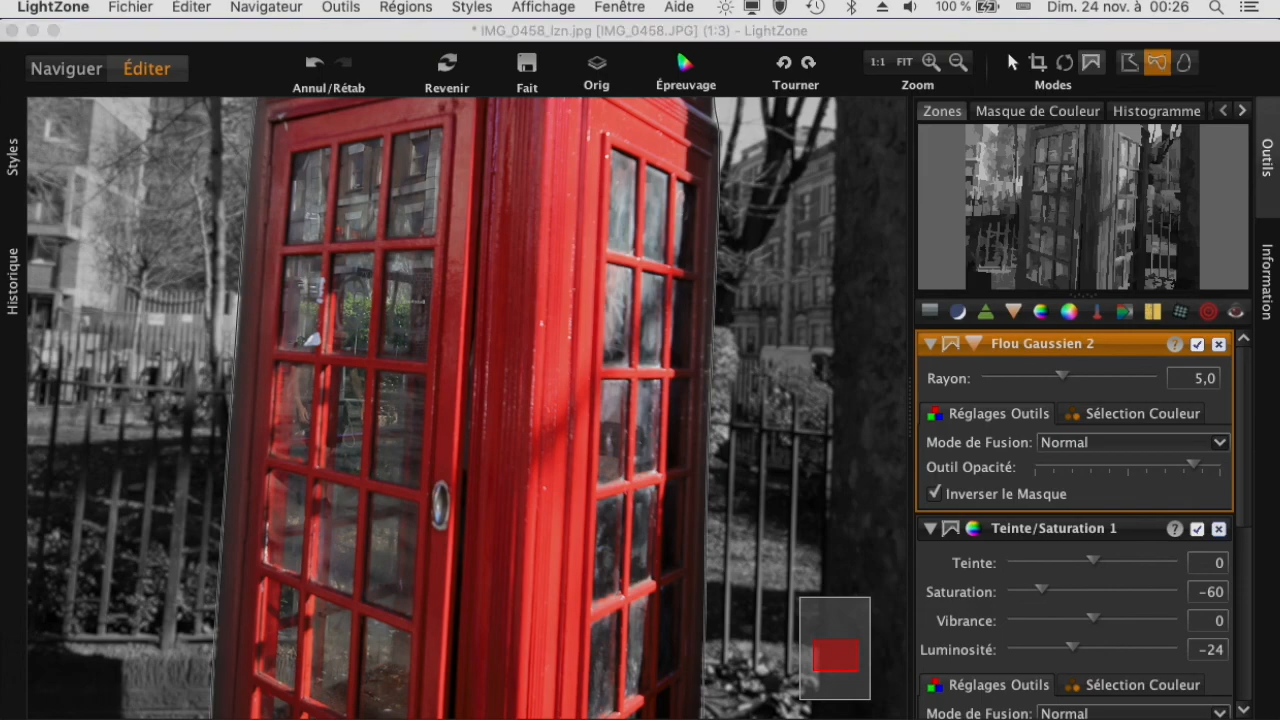 LightZone Fichier Éditer Navigateur Outils Régions Styles Affichage Fenêtre Aide 100 % Dim. 24 nov. à 00:26
* IMG_0458_lzn.jpg [IMG_0458.JPG] (1:3) - LightZone
Naviguer Éditer
Annul/Rétab Revenir Fait Orig Épreuvage Tourner
1:1 FIT
Zoom Modes
Styles
Historique
Zones Masque de Couleur Histogramme
Outils
Information
Flou Gaussien 2 ?
Rayon: 5,0
Réglages Outils Sélection Couleur
Mode de Fusion: Normal
Outil Opacité:
Inverser le Masque
Teinte/Saturation 1 ?
Teinte: 0
Saturation: -60
Vibrance: 0
Luminosité: -24
Réglages Outils Sélection Couleur
Mode de Fusion: Normal